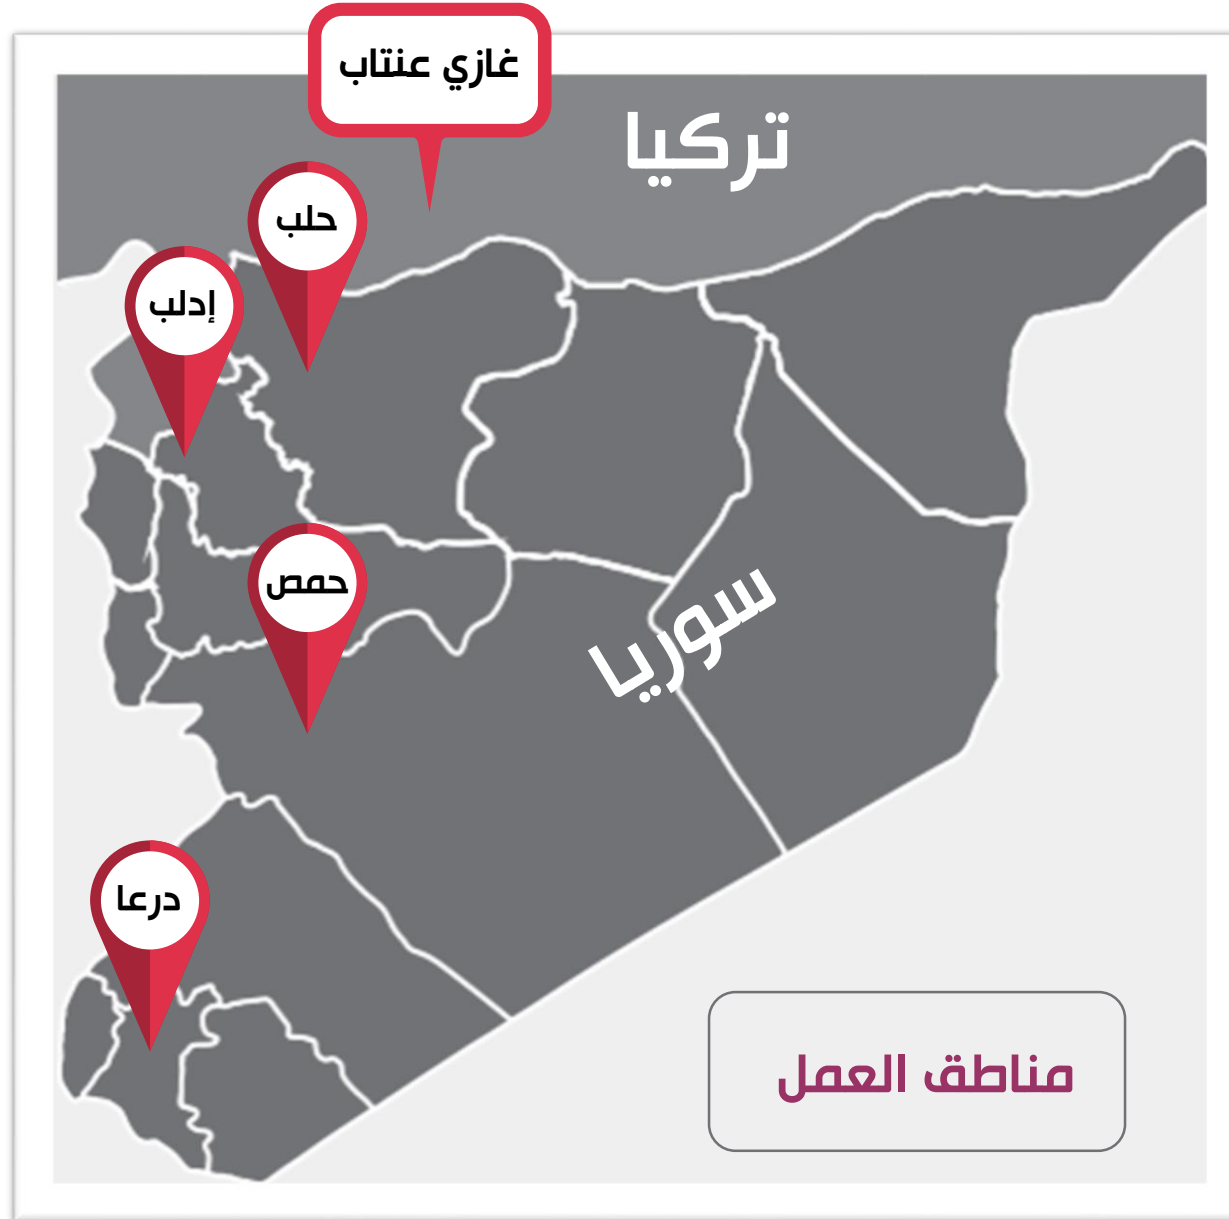 غازي عنتاب
تركيا
حلب
إدلب
حمص
سوريا
درعا
مناطق العمل